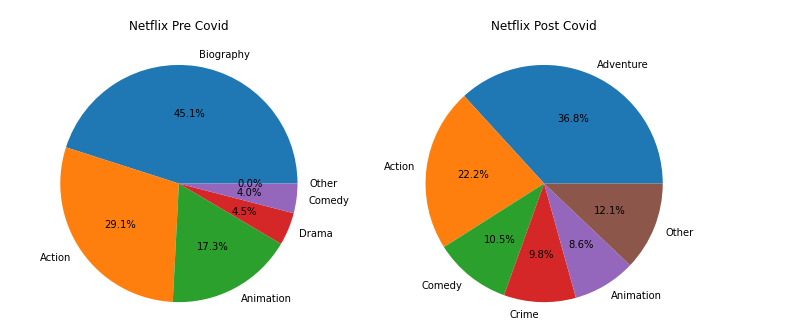 Netflix Pre Covid
Biography
45.1%
0.0%
Other
4.0%
Comedy
4.5%
Drama
29.1%
17.3%
Action
Animation
Netflix Post Covid
Adventure
36.8%
Action
22.2%
12.1%
Other
10.5%
9.8%
8.6%
Comedy
Animation
Crime